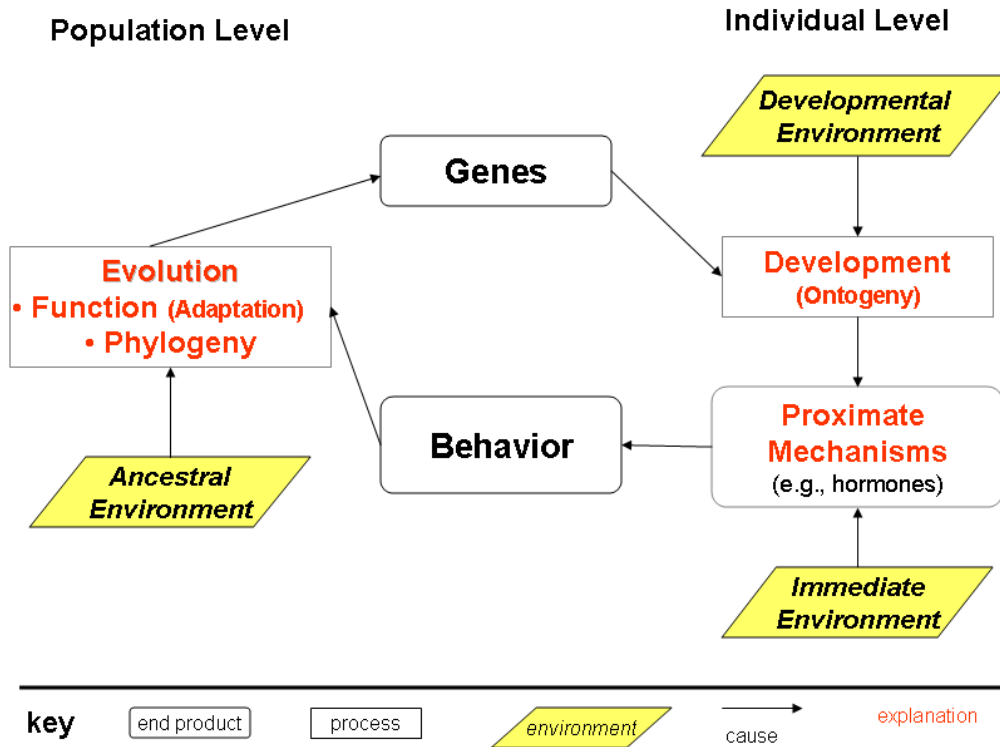 Population Level
Individual Level
Developmental
Environment
Genes
Evolution
• Function (Adaptation)
• Phylogeny
Development
(Ontogeny)
Behavior
Proximate
Mechanisms
(e.g., hormones)
Ancestral
Environment
Immediate
Environment
key
end product
process
environment
cause
explanation